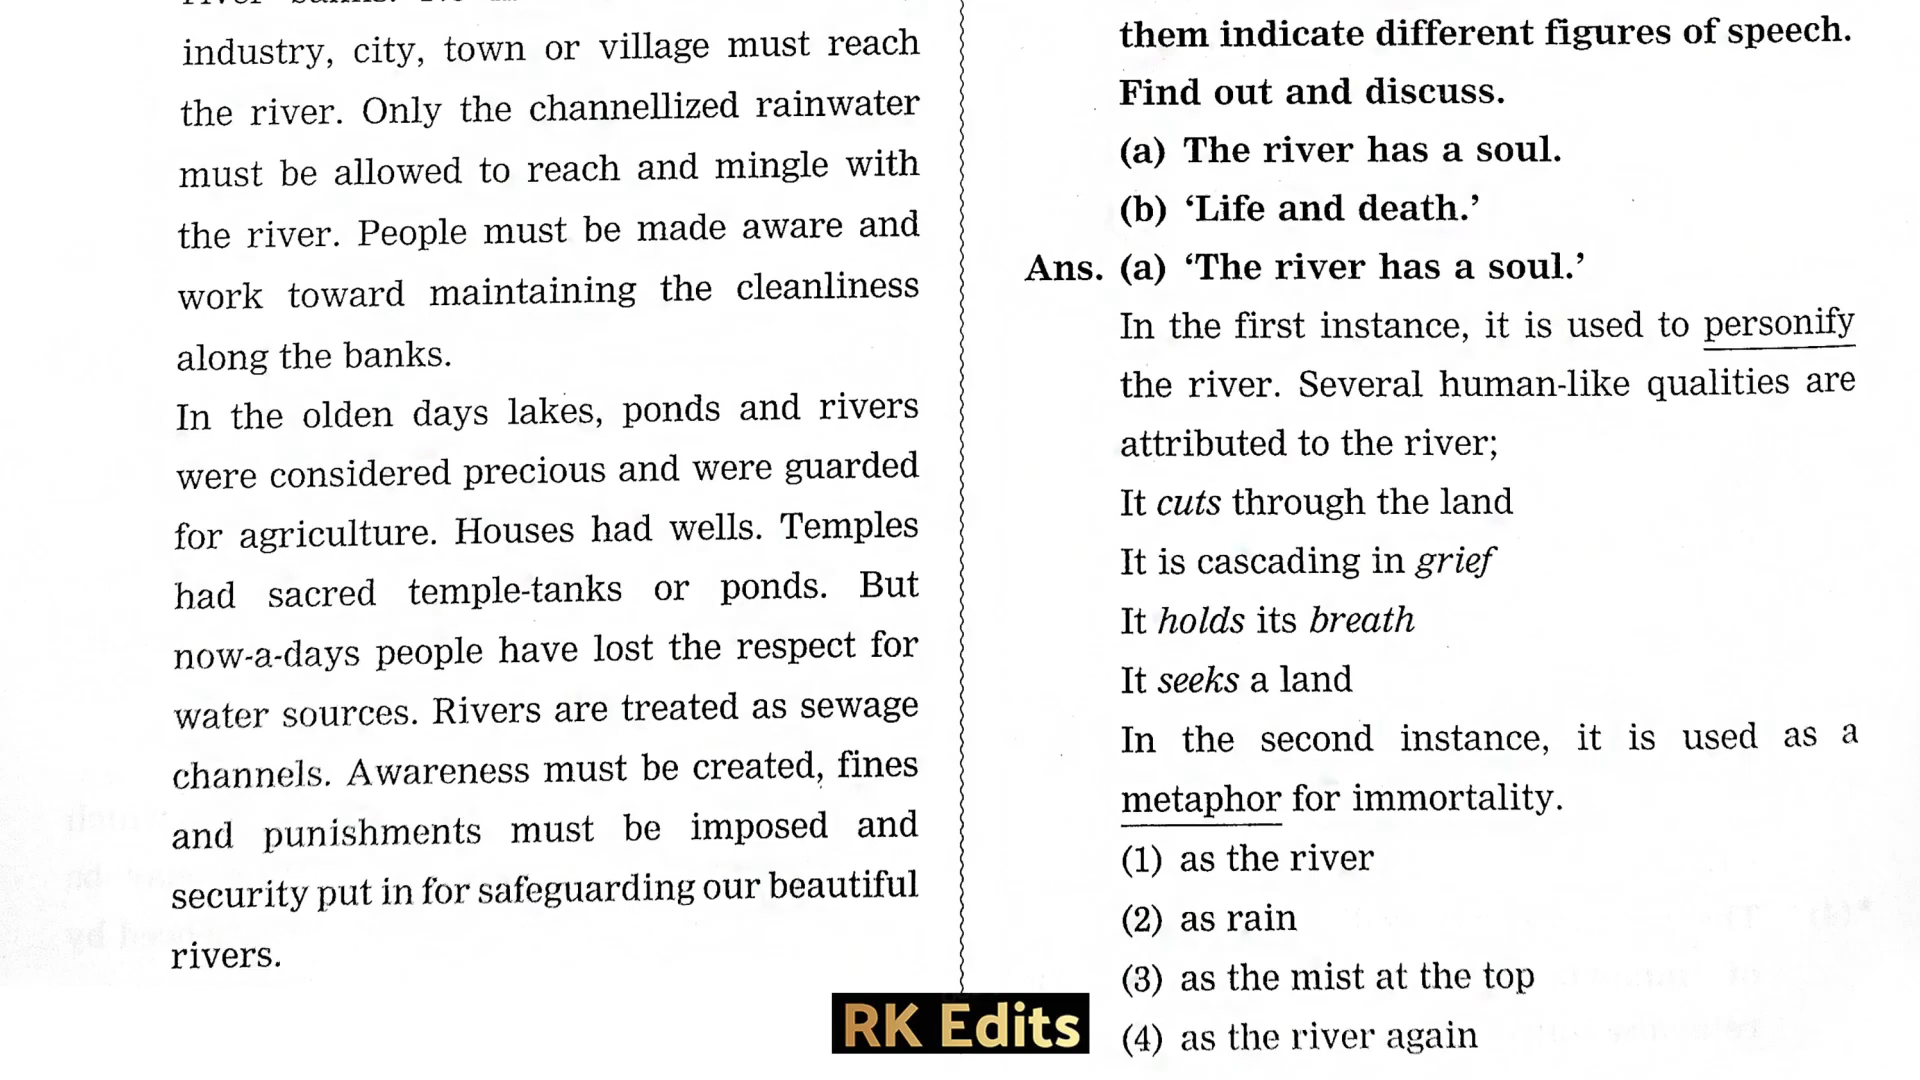 industry, city, town or village must reach
the river. Only the channellized rainwater
must be allowed to reach and mingle with
the river. People must be made aware and
work toward maintaining the cleanliness
along the banks.
In the olden days lakes, ponds and rivers
were considered precious and were guarded
for agriculture. Houses had wells. Temples
had sacred temple-tanks or ponds. But
now-a-days people have lost the respect for
water sources. Rivers are treated as sewage
channels. Awareness must be created, fines
and punishments must be imposed and
security put in for safeguarding our beautiful
rivers.
them indicate different figures of speech.
Find out and discuss.
(a) The river has a soul.
(b) ‘Life and death.’
Ans. (a) ‘The river has a soul.’
In the first instance, it is used to personify
the river. Several human-like qualities are
attributed to the river;
It cuts through the land
It is cascading in grief
It holds its breath
It seeks a land
In the second instance, it is used as a
metaphor for immortality.
(1) as the river
(2) as rain
(3) as the mist at the top
(4) as the river again
RK Edits